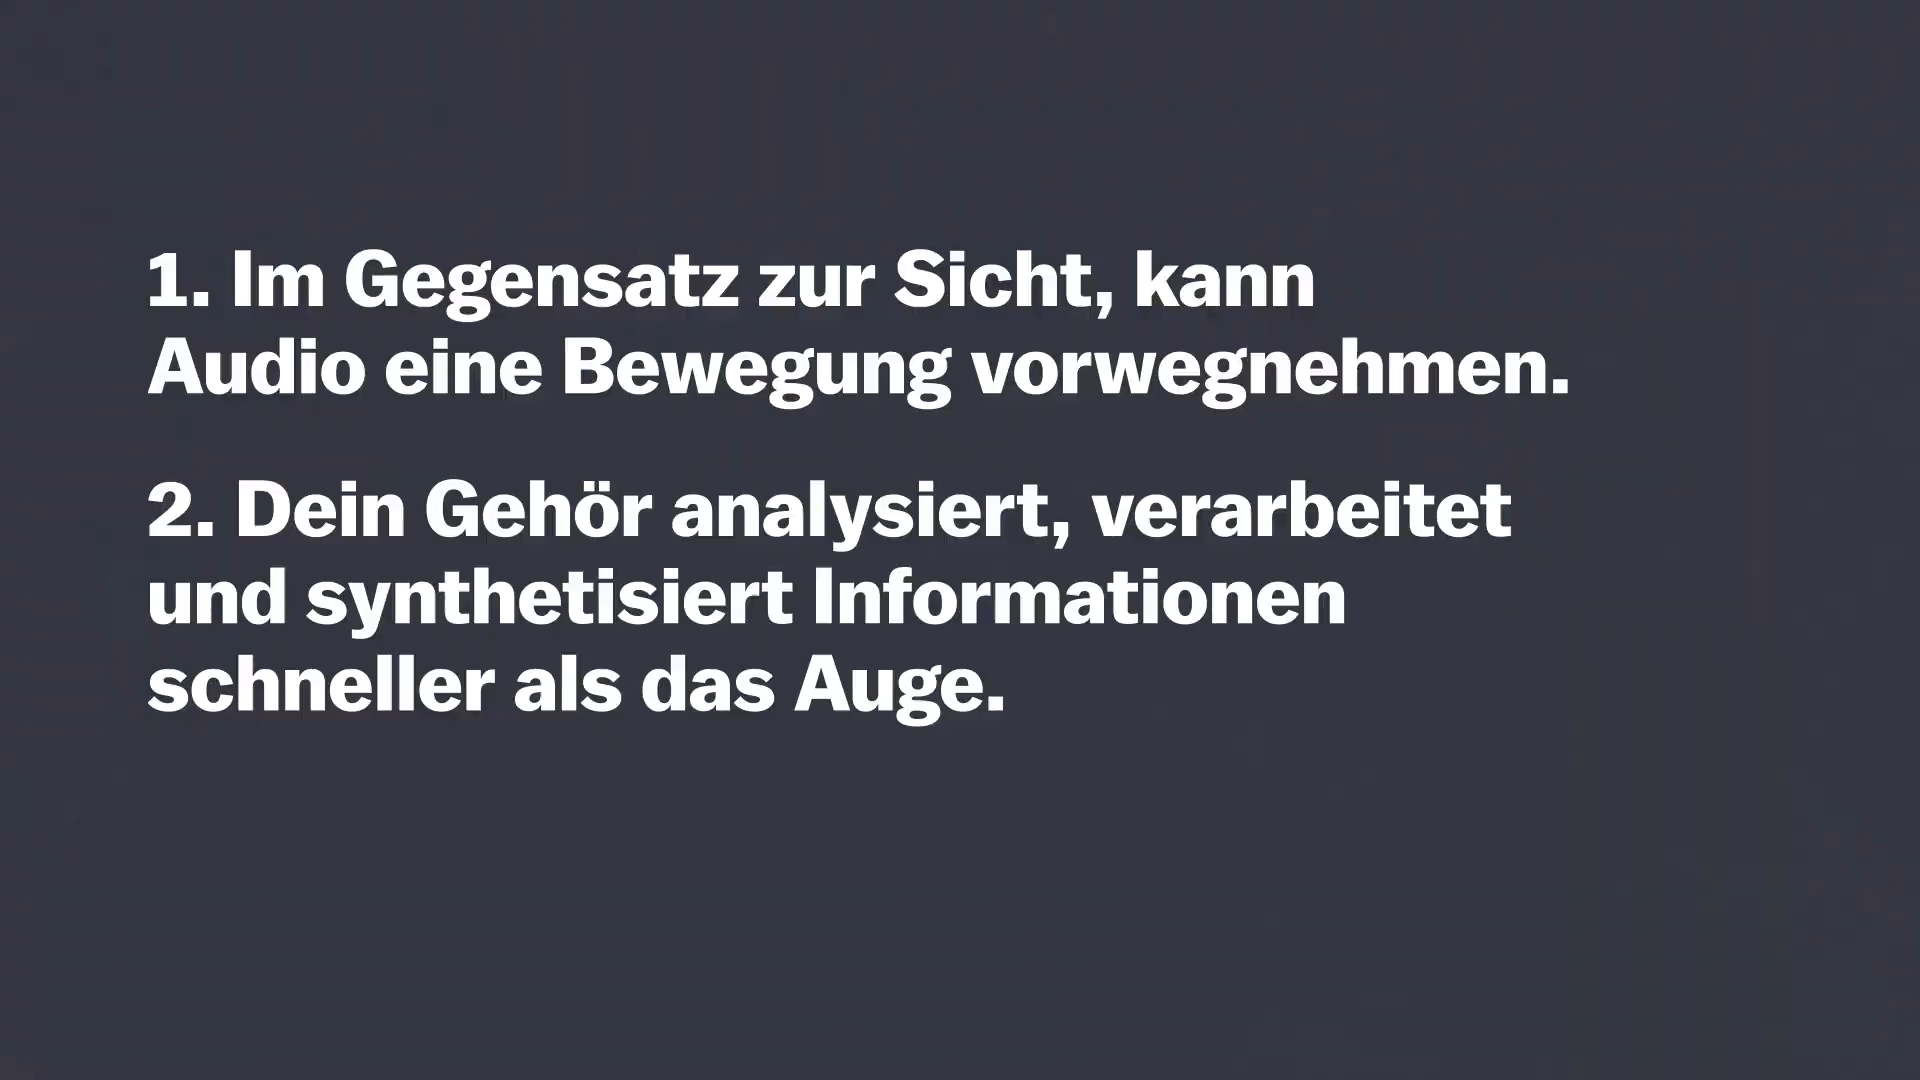 1. Im Gegensatz zur Sicht, kann
Audio eine Bewegung vorwegnehmen.
2. Dein Gehör analysiert, verarbeitet
und synthetisiert Informationen
schneller als das Auge.